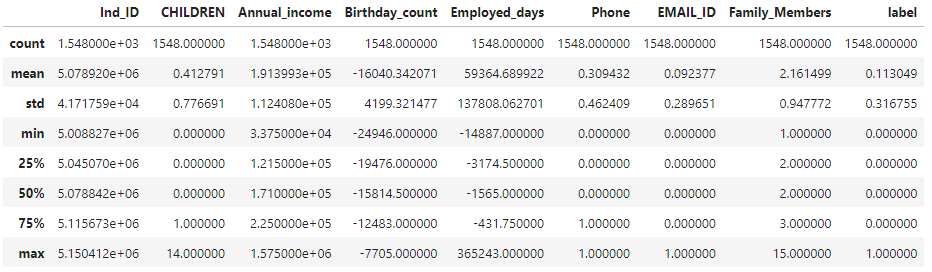 Ind_ID CHILDREN Annual_income Birthday_count Employed_days Phone EMAIL_ID Family_Members label
count 1.548000e+03 1548.000000 1.548000e+03 1548.000000 1548.000000 1548.000000 1548.000000 1548.000000 1548.000000
mean 5.078920e+06 0.412791 1.913993e+05 -16040.342071 59364.689922 0.309432 0.092377 2.161499 0.113049
std 4.171759e+04 0.776691 1.124080e+05 4199.321477 137808.062701 0.462409 0.289651 0.947772 0.316755
min 5.008827e+06 0.000000 3.375000e+04 -24946.000000 -14887.000000 0.000000 0.000000 1.000000 0.000000
25% 5.045070e+06 0.000000 1.215000e+05 -19476.000000 -3174.500000 0.000000 0.000000 2.000000 0.000000
50% 5.078842e+06 0.000000 1.710000e+05 -15814.500000 -1565.000000 0.000000 0.000000 2.000000 0.000000
75% 5.115673e+06 1.000000 2.250000e+05 -12483.000000 -431.750000 1.000000 0.000000 3.000000 0.000000
max 5.150412e+06 14.000000 1.575000e+06 -7705.000000 365243.000000 1.000000 1.000000 15.000000 1.000000